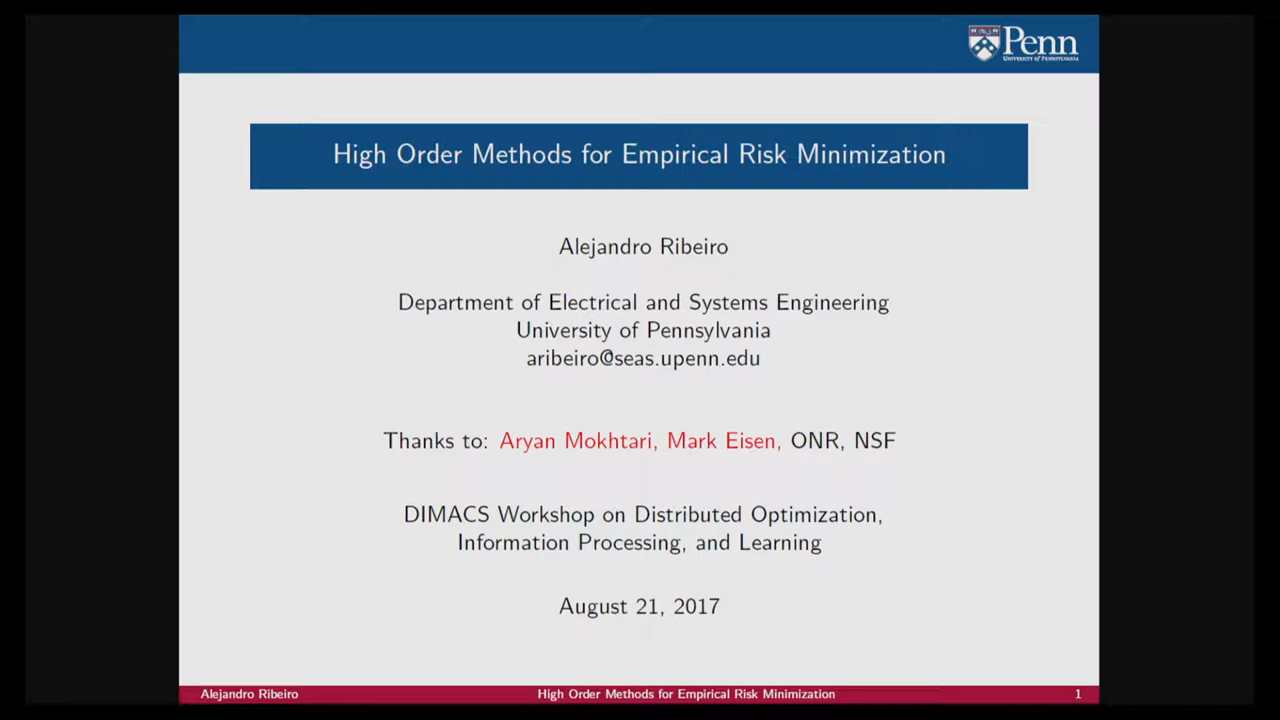 Penn
UNIVERSITY of PENNSYLVANIA
High Order Methods for Empirical Risk Minimization
Alejandro Ribeiro
Department of Electrical and Systems Engineering
University of Pennsylvania
aribeiro@seas.upenn.edu
Thanks to: Aryan Mokhtari, Mark Eisen, ONR, NSF
DIMACS Workshop on Distributed Optimization,
Information Processing, and Learning
August 21, 2017
Alejandro Ribeiro High Order Methods for Empirical Risk Minimization 1